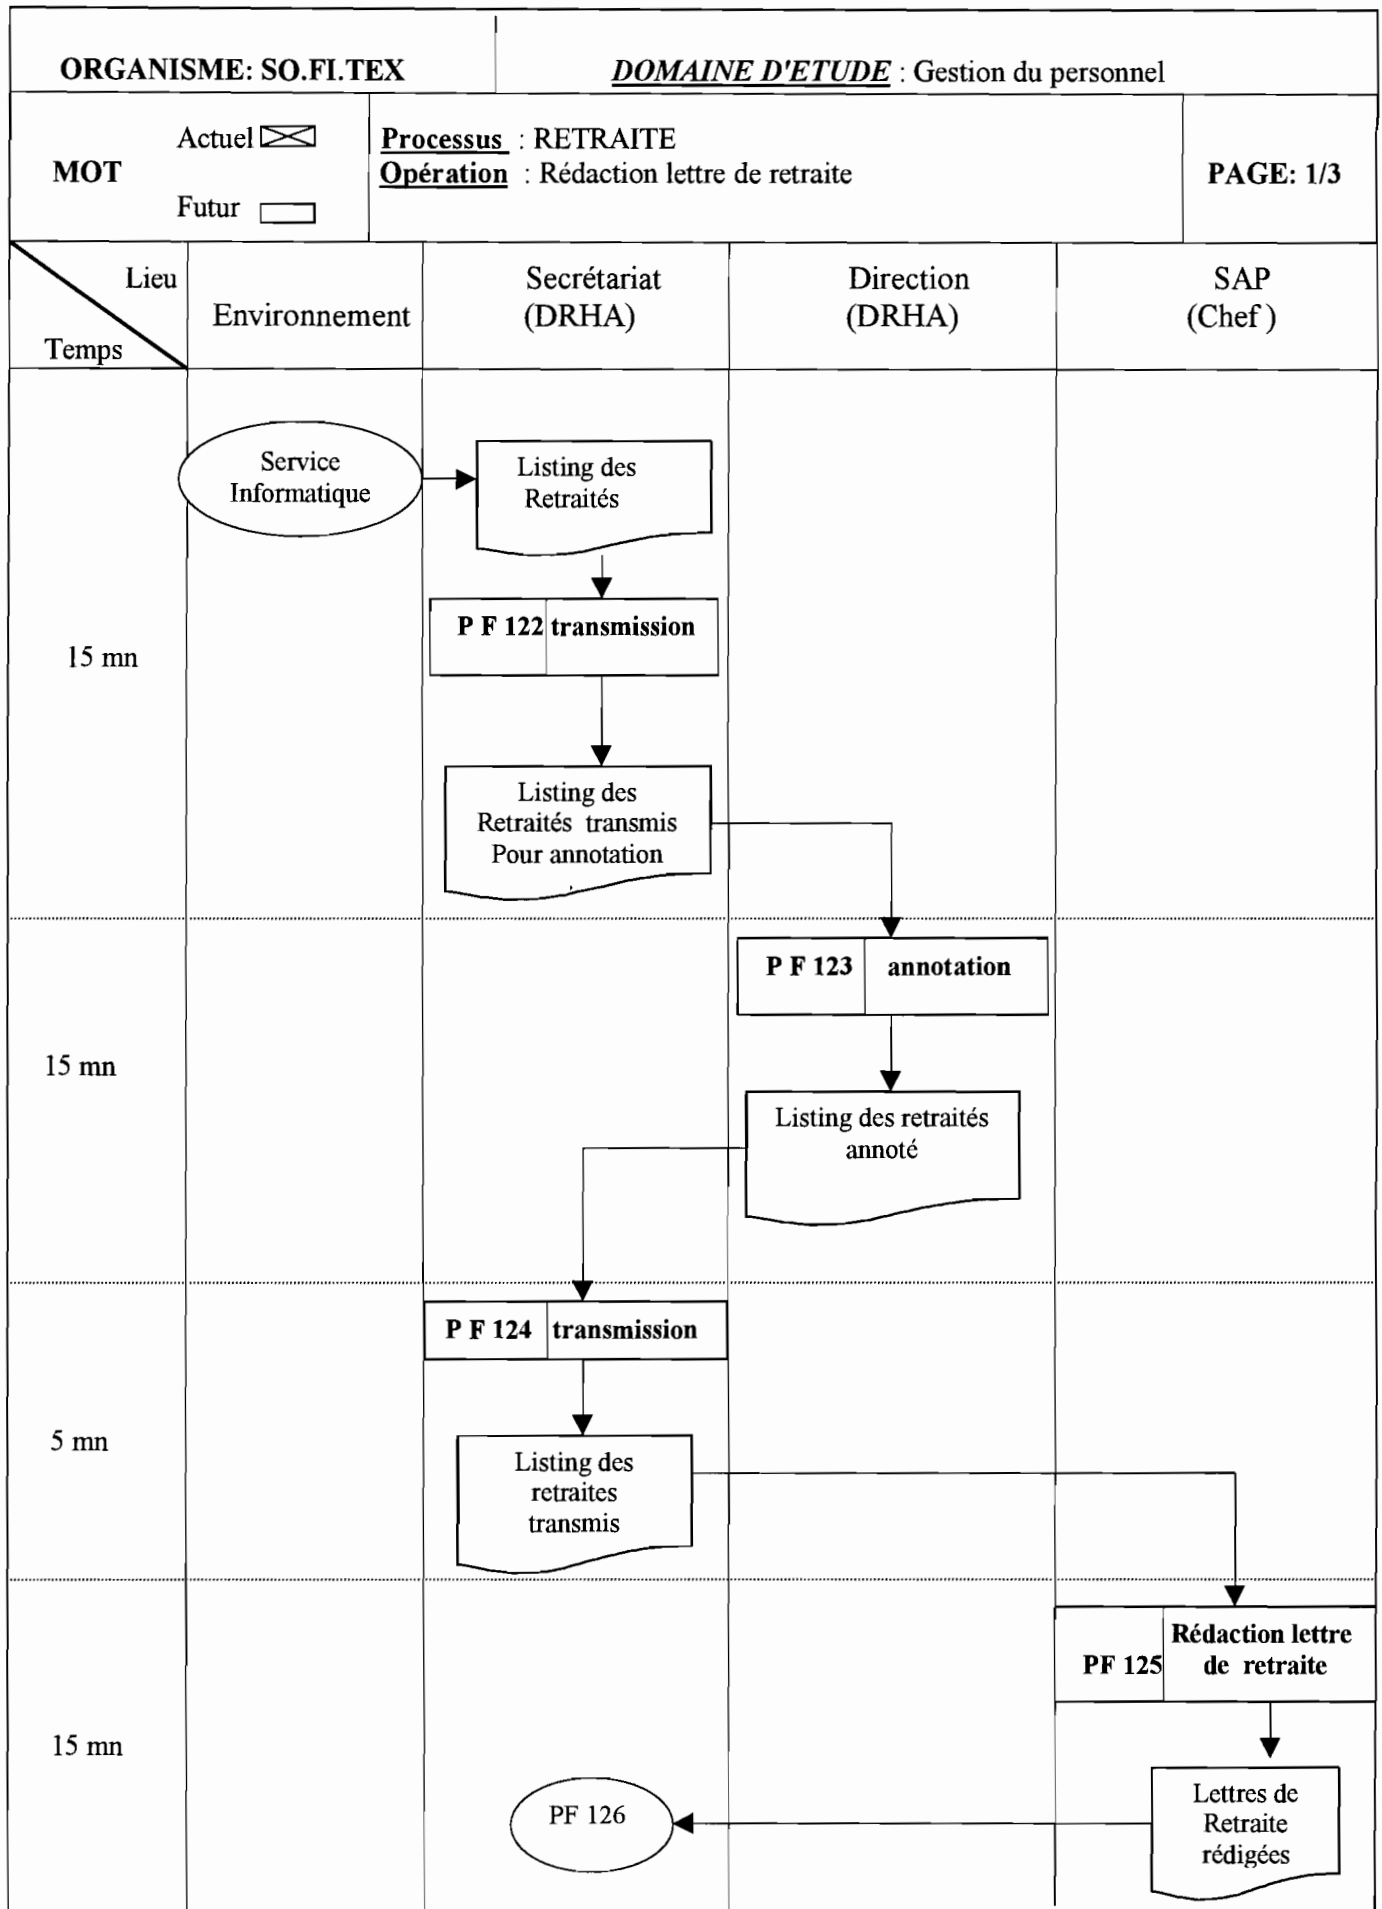 ORGANISME: SO.FI.TEX
DOMAINE D'ETUDE : Gestion du personnel
MOT
Actuel
Futur
Processus : RETRAITE
Opération : Rédaction lettre de retraite
PAGE: 1/3
Lieu
Temps
Environnement
Secrétariat
(DRHA)
Direction
(DRHA)
SAP
(Chef )
Service
Informatique
Listing des
Retraités
P F 122 transmission
15 mn
Listing des
Retraités transmis
Pour annotation
P F 123 annotation
15 mn
Listing des retraités
annoté
P F 124 transmission
5 mn
Listing des
retraites
transmis
PF 125
Rédaction lettre
de retraite
15 mn
PF 126
Lettres de
Retraite
rédigées